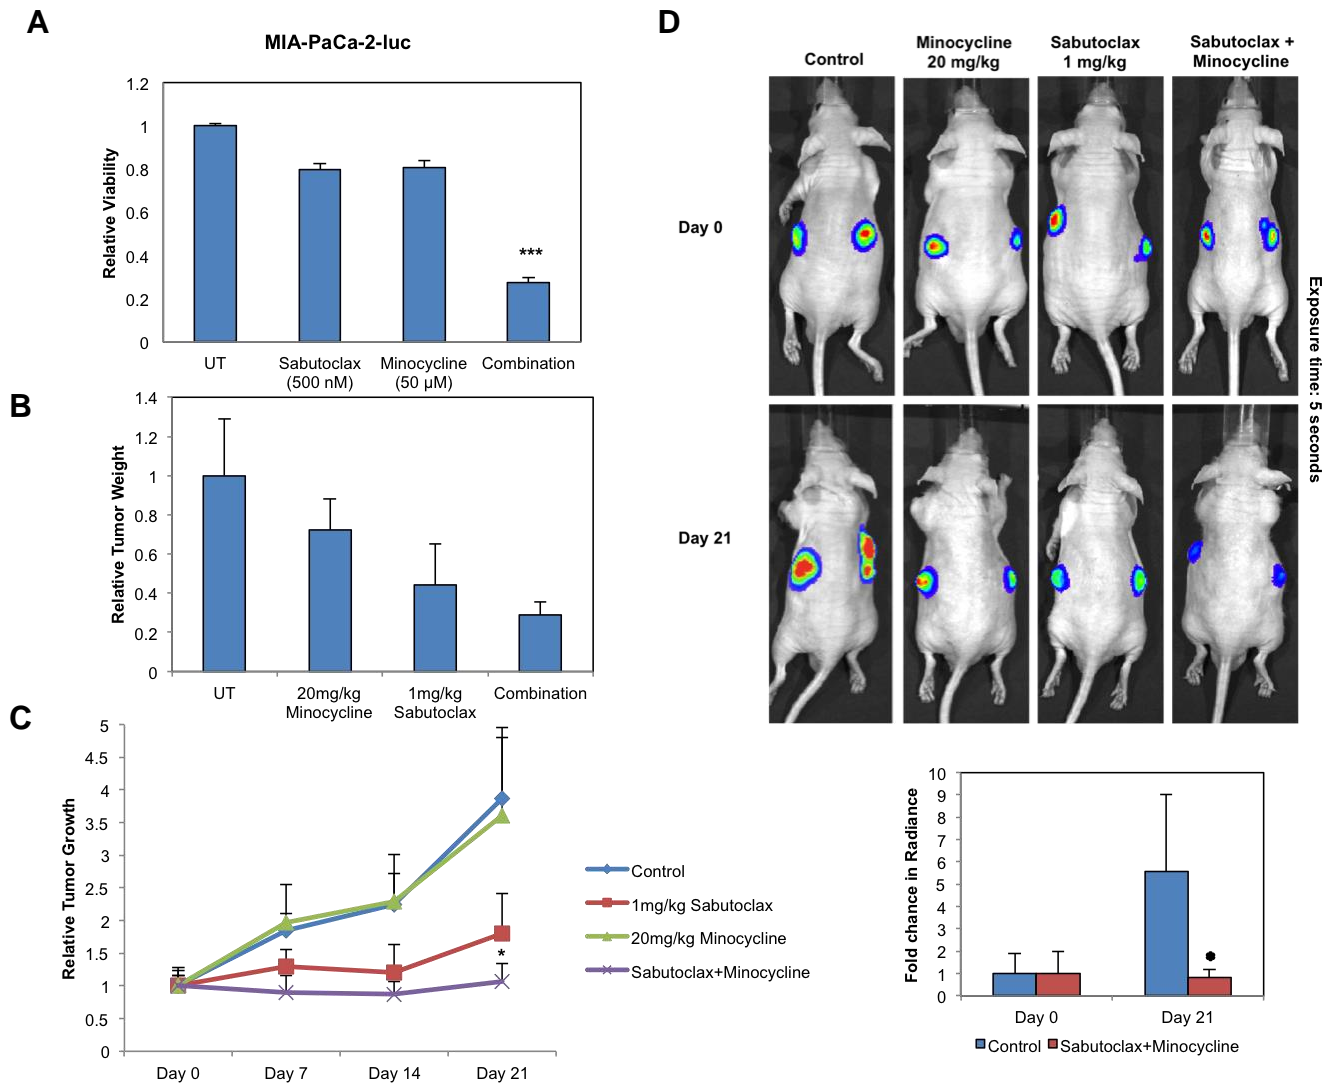 A
MIA-PaCa-2-luc
Relative Viability
1.2
1
0.8
0.6
0.4
0.2
0
***
UT
Sabutoclax
(500 nM)
Minocycline
(50 µM)
Combination
B
Relative Tumor Weight
1.4
1.2
1
0.8
0.6
0.4
0.2
0
UT
20mg/kg
Minocycline
1mg/kg
Sabutoclax
Combination
C
Relative Tumor Growth
5
4.5
4
3.5
3
2.5
2
1.5
1
0.5
0
*
Day 0
Day 7
Day 14
Day 21
Control
1mg/kg Sabutoclax
20mg/kg Minocycline
Sabutoclax+Minocycline
D
Control
Minocycline
20 mg/kg
Sabutoclax
1 mg/kg
Sabutoclax +
Minocycline
Day 0
Day 21
Exposure time: 5 seconds
Fold chance in Radiance
10
9
8
7
6
5
4
3
2
1
0
Day 0
Day 21
Control
Sabutoclax+Minocycline